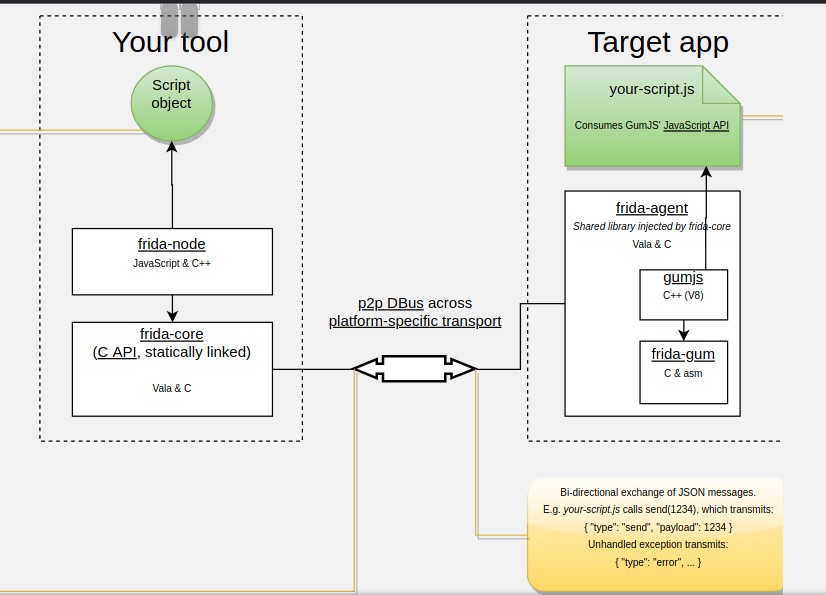 Your tool
Script
object
frida-node
JavaScript & C++
frida-core
(C API, statically linked)
Vala & C
p2p DBus across
platform-specific transport
Target app
your-script.js
Consumes GumJS' JavaScript API
frida-agent
Shared library injected by frida-core
Vala & C
gumjs
C++ (V8)
frida-gum
C & asm
Bi-directional exchange of JSON messages.
E.g. your-script.js calls send(1234), which transmits:
{ "type": "send", "payload": 1234 }
Unhandled exception transmits:
{ "type": "error", ... }